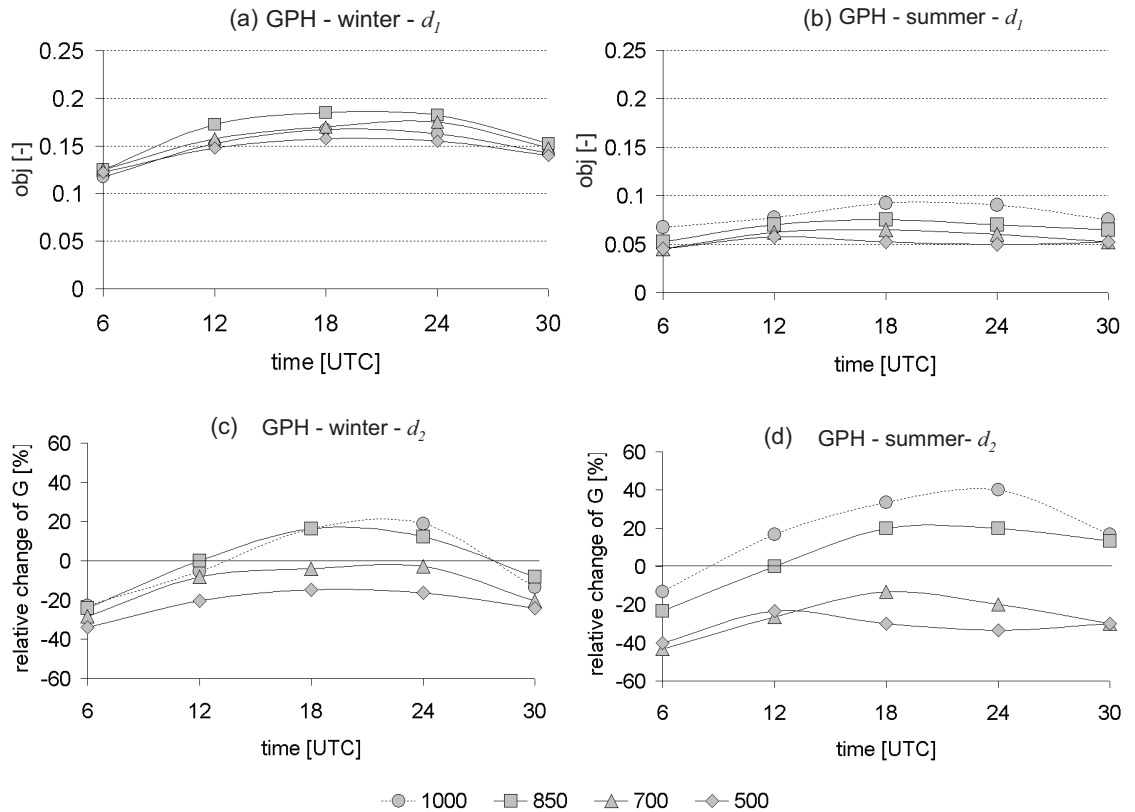 (a) GPH - winter - d1
0.25
0.2
0.15
0.1
0.05
0
obj [-]
6 12 18 24 30
time [UTC]
(b) GPH - summer - d1
0.25
0.2
0.15
0.1
0.05
0
obj [-]
6 12 18 24 30
time [UTC]
(c) GPH - winter - d2
60
40
20
0
-20
-40
-60
relative change of G [%]
6 12 18 24 30
time [UTC]
(d) GPH - summer- d2
60
40
20
0
-20
-40
-60
relative change of G [%]
6 12 18 24 30
time [UTC]
1000 850 700 500